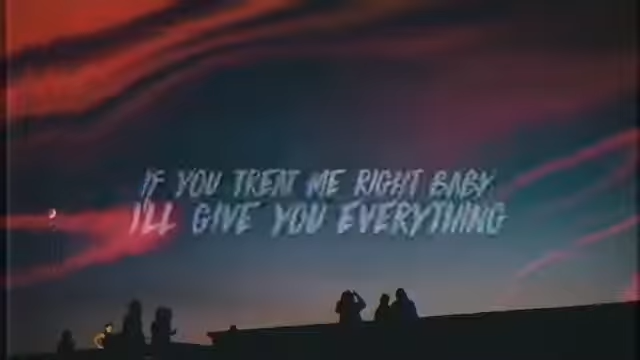 IF YOU TREAT ME RIGHT BABY
I'LL GIVE YOU EVERYTHING